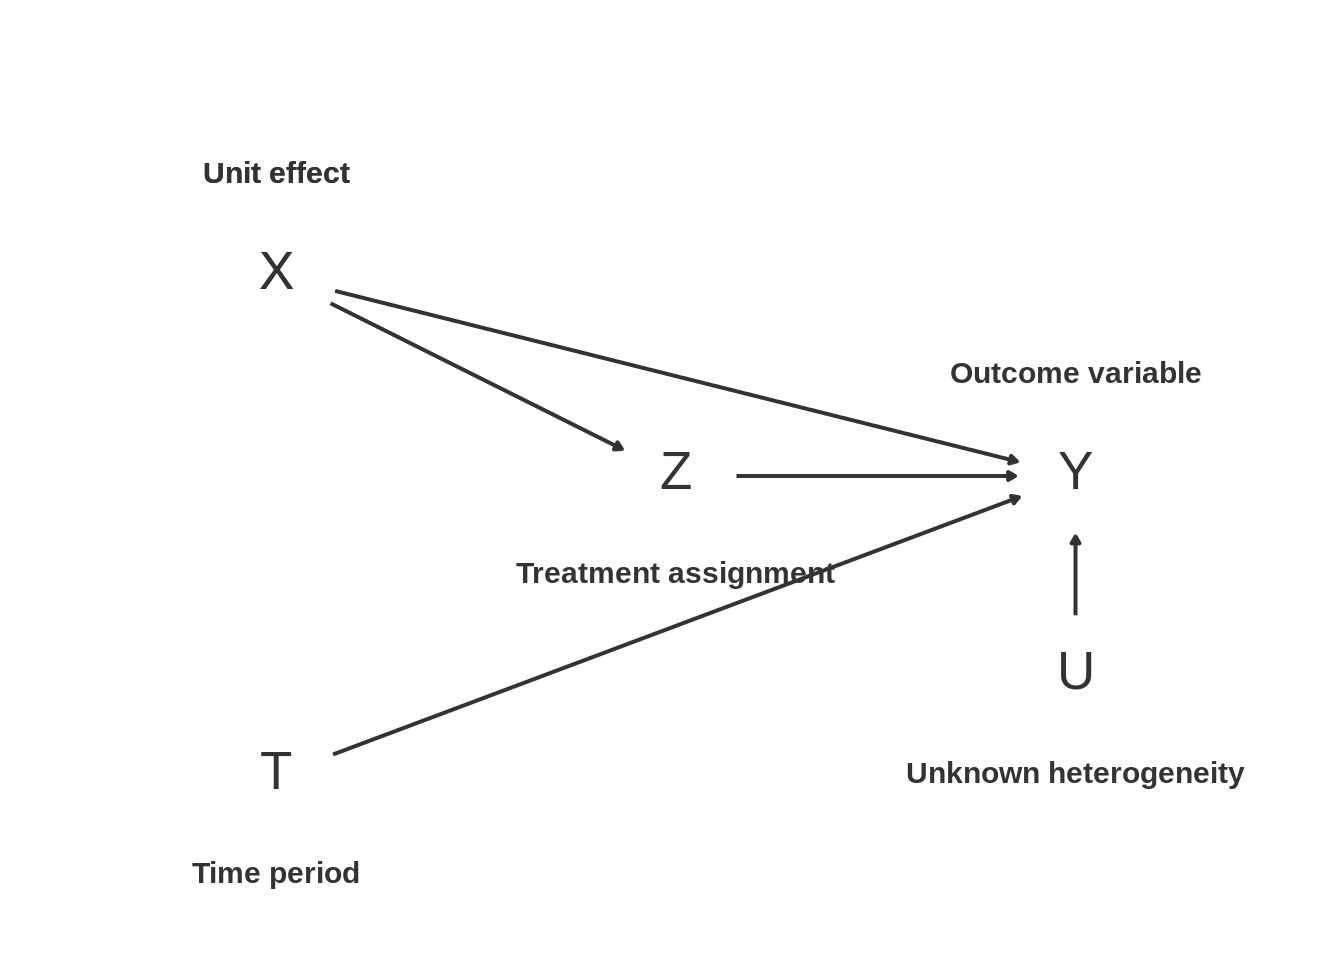 Unit effect
X
Outcome variable
Z
Y
Treatment assignment
U
T
Unknown heterogeneity
Time period